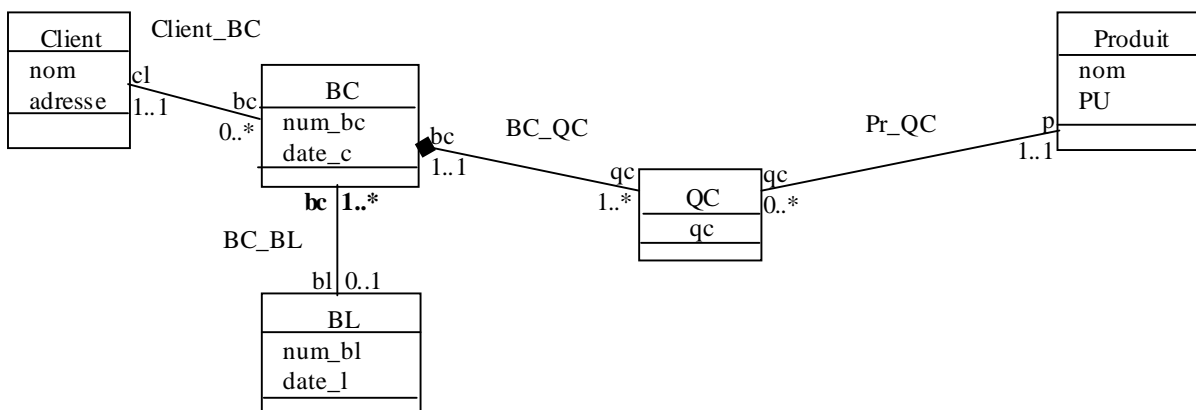 Client_BC
Client
nom
adresse
cl
1..1
bc
0..*
BC
num_bc
date_c
bc
1..1
BC_QC
qc
1..*
QC
qc
qc
0..*
Pr_QC
p
1..1
Produit
nom
PU
bc 1..*
BC_BL
bl 0..1
BL
num_bl
date_l